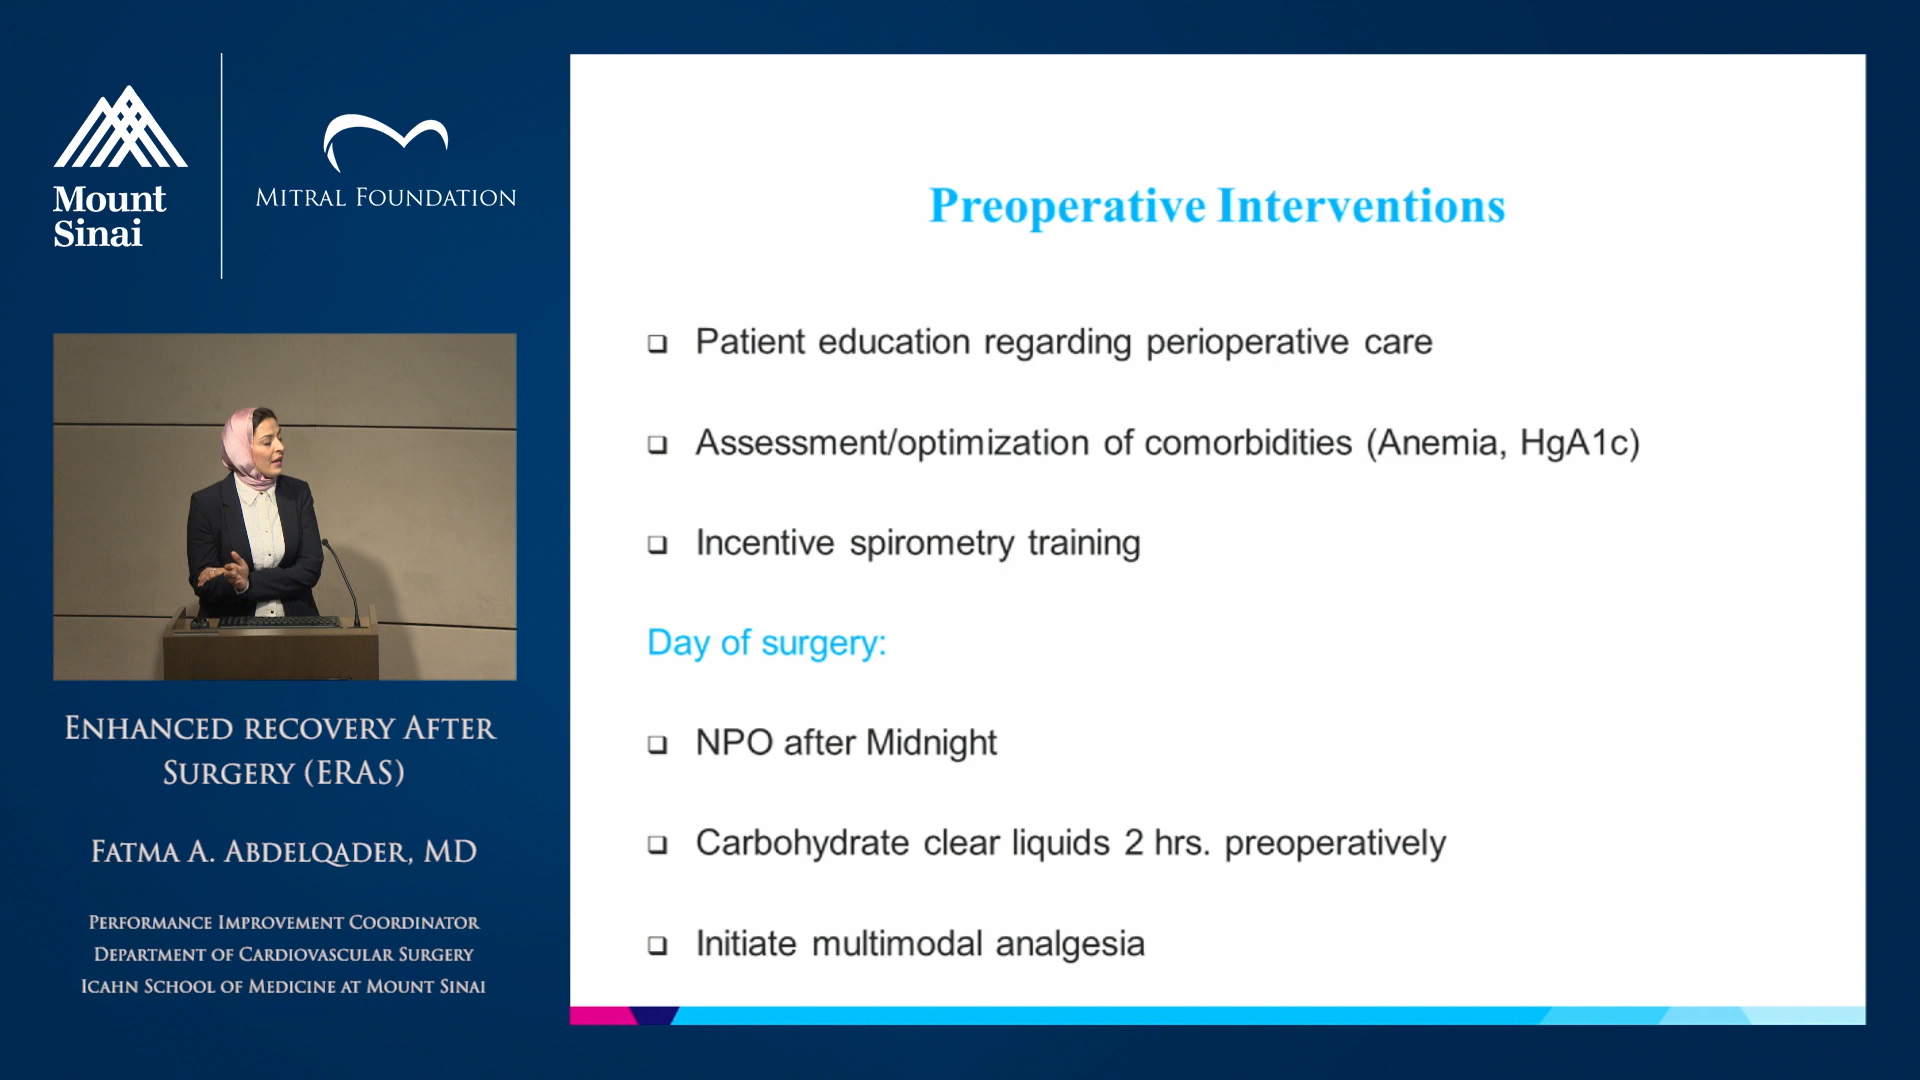 Mount
Sinai
Mitral Foundation
Enhanced recovery After
Surgery (ERAS)
Fatma A. Abdelqader, MD
Performance Improvement Coordinator
Department of Cardiovascular Surgery
Icahn School of Medicine at Mount Sinai
Preoperative Interventions
Patient education regarding perioperative care
Assessment/optimization of comorbidities (Anemia, HgA1c)
Incentive spirometry training
Day of surgery:
NPO after Midnight
Carbohydrate clear liquids 2 hrs. preoperatively
Initiate multimodal analgesia